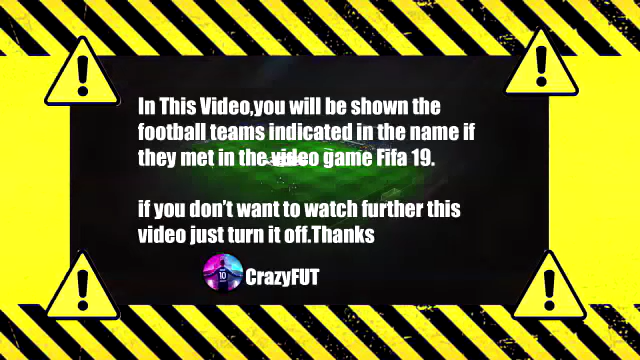 In This Video,you will be shown the
football teams indicated in the name if
they met in the video game Fifa 19.
if you don't want to watch further this
video just turn it off.Thanks
10
CrazyFUT